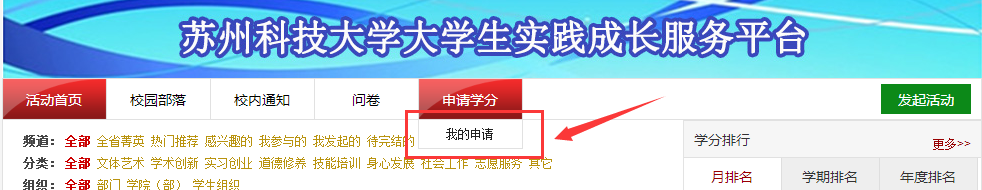 苏州科技大学大学生实践成长服务平台
活动首页 校园部落 校内通知 问卷 申请学分 发起活动
我的申请
频道： 全部 全省菁英 热门推荐 感兴趣的 我参与的 我发起的 待完结的
学分排行 更多>>
分类： 全部 文体艺术 学术创新 实习创业 道德修养 技能培训 身心发展 社会工作 志愿服务 其它
月排名 学期排名 年度排名
组织： 全部 部门 学院（部） 学生组织